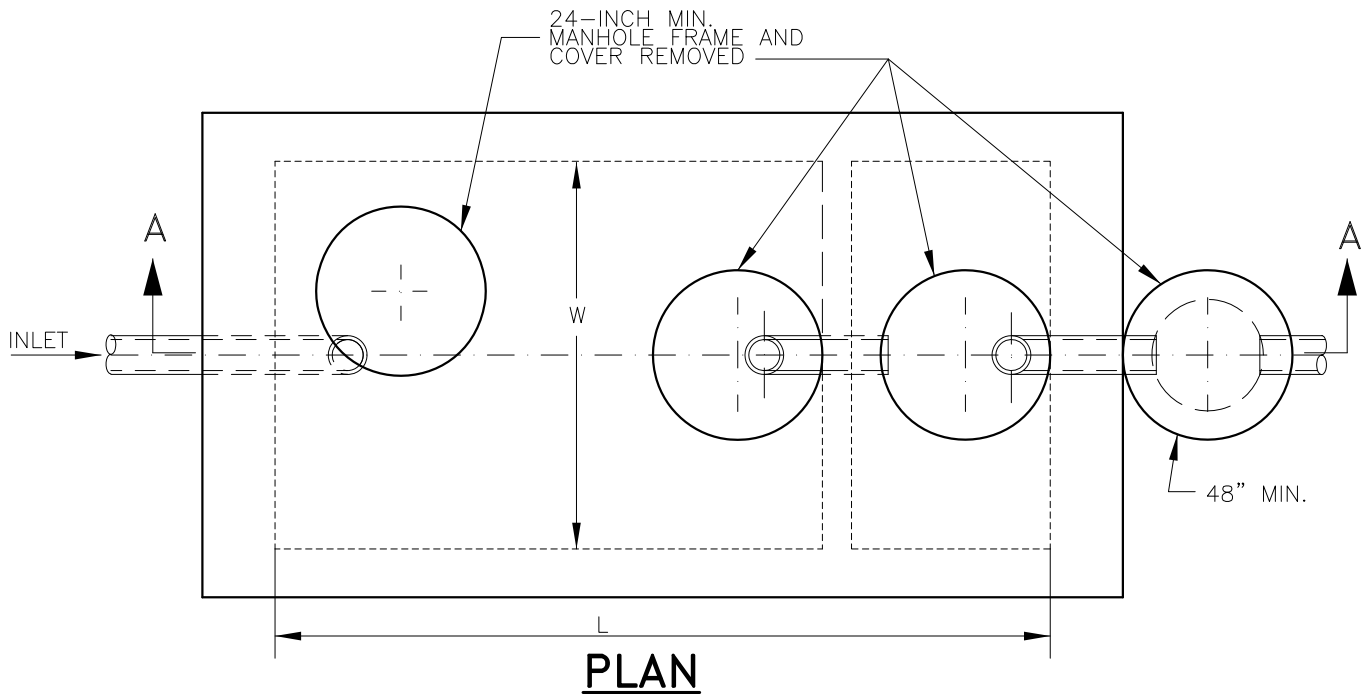 24-INCH MIN.
MANHOLE FRAME AND
COVER REMOVED
A
A
INLET
W
48” MIN.
L
PLAN